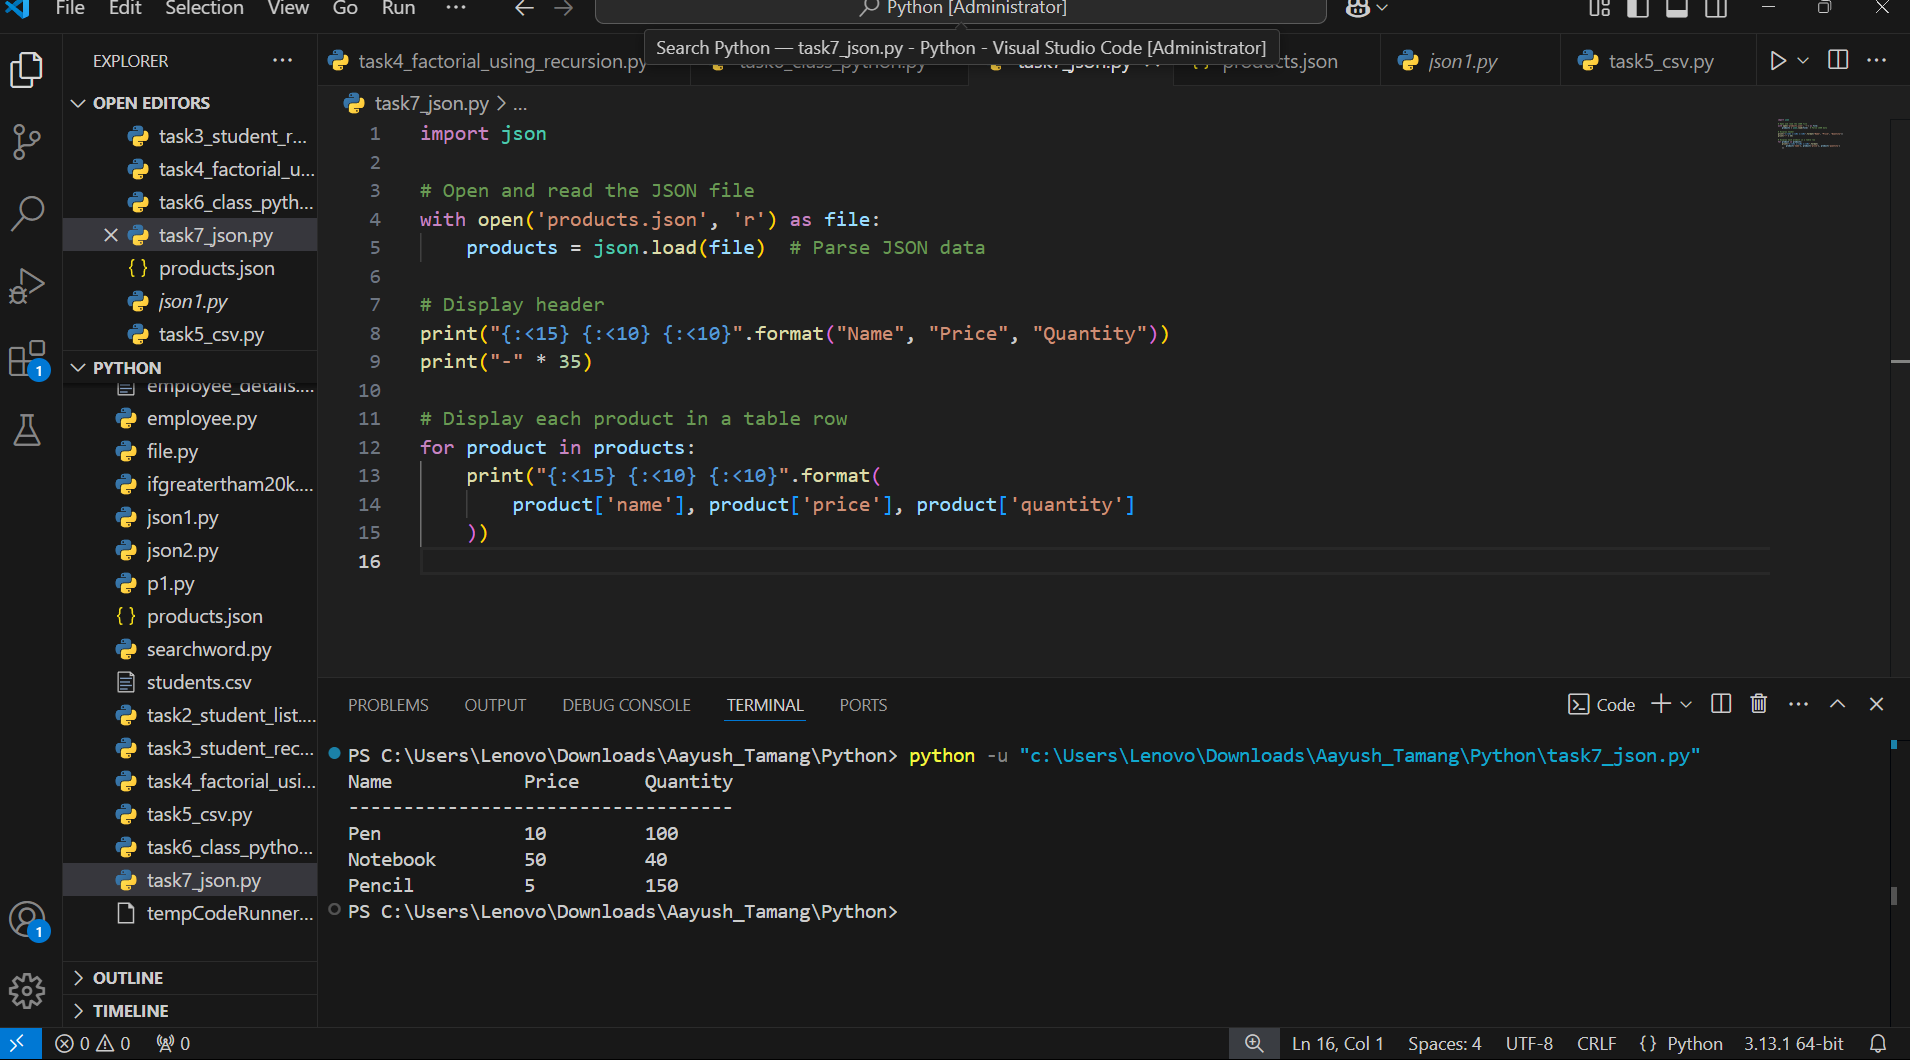 File Edit Selection View Go Run ···
Python [Administrator]
Search Python — task7_json.py - Python - Visual Studio Code [Administrator]
EXPLORER ···
OPEN EDITORS
task3_student_r...
task4_factorial_u...
task6_class_pyth...
task7_json.py
products.json
json1.py
task5_csv.py
PYTHON
employee_details....
employee.py
file.py
ifgreatertham20k....
json1.py
json2.py
p1.py
products.json
searchword.py
students.csv
task2_student_list....
task3_student_rec...
task4_factorial_usi...
task5_csv.py
task6_class_pytho...
task7_json.py
tempCodeRunner...
OUTLINE
TIMELINE
task4_factorial_using_recursion.py task6_class_python.py task7_json.py products.json json1.py task5_csv.py
task7_json.py > ...
1 import json
2
3 # Open and read the JSON file
4 with open('products.json', 'r') as file:
5 products = json.load(file) # Parse JSON data
6
7 # Display header
8 print("{:<15} {:<10} {:<10}".format("Name", "Price", "Quantity"))
9 print("-" * 35)
10
11 # Display each product in a table row
12 for product in products:
13 print("{:<15} {:<10} {:<10}".format(
14 product['name'], product['price'], product['quantity']
15 ))
16
PROBLEMS OUTPUT DEBUG CONSOLE TERMINAL PORTS
Code
PS C:\Users\Lenovo\Downloads\Aayush_Tamang\Python> python -u "c:\Users\Lenovo\Downloads\Aayush_Tamang\Python\task7_json.py"
Name Price Quantity
-----------------------------------
Pen 10 100
Notebook 50 40
Pencil 5 150
PS C:\Users\Lenovo\Downloads\Aayush_Tamang\Python>
1
1
0 0 0
Ln 16, Col 1 Spaces: 4 UTF-8 CRLF {} Python 3.13.1 64-bit